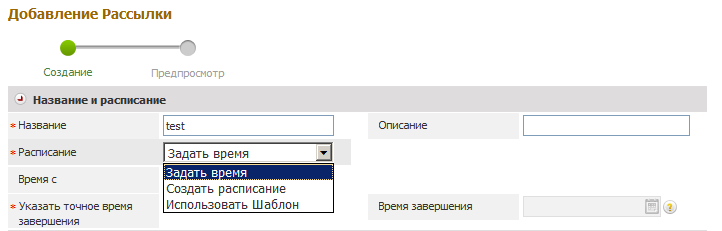 Добавление Рассылки
Создание Предпросмотр
Название и расписание
* Название test Описание
* Расписание Задать время
Задать время
Время с Создать расписание
Использовать Шаблон
* Указать точное время завершения Время завершения ?